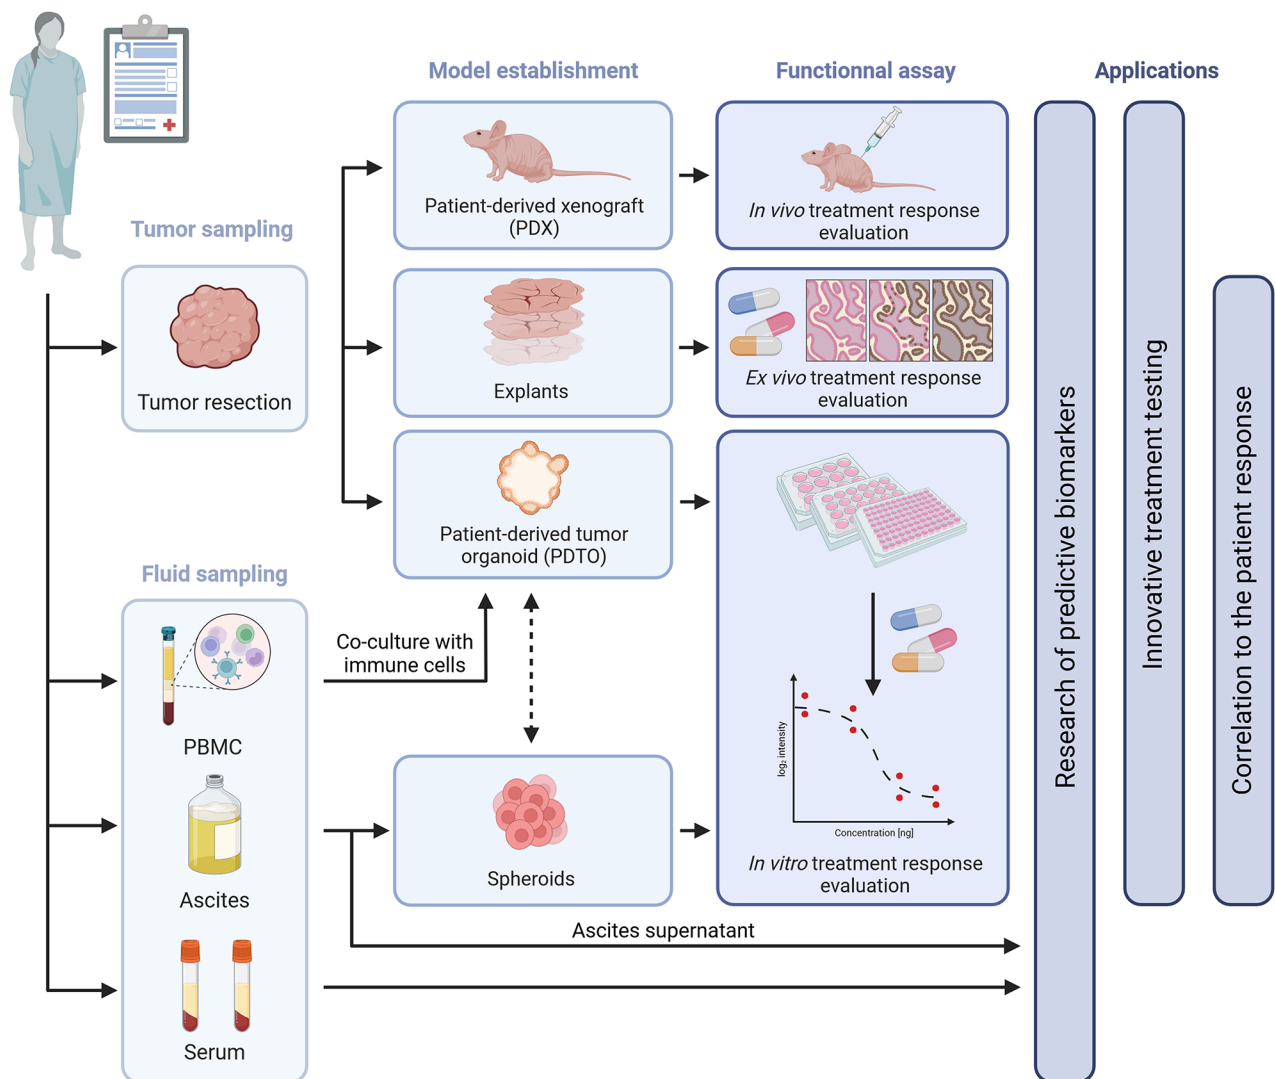 Model establishment
Functionnal assay
Applications
Tumor sampling
Tumor resection
Patient-derived xenograft
(PDX)
In vivo treatment response
evaluation
Explants
Ex vivo treatment response
evaluation
Patient-derived tumor
organoid (PDTO)
Fluid sampling
PBMC
Co-culture with
immune cells
Ascites
Spheroids
log₂ intensity
Concentration [ng]
In vitro treatment response
evaluation
Ascites supernatant
Serum
Research of predictive biomarkers
Innovative treatment testing
Correlation to the patient response